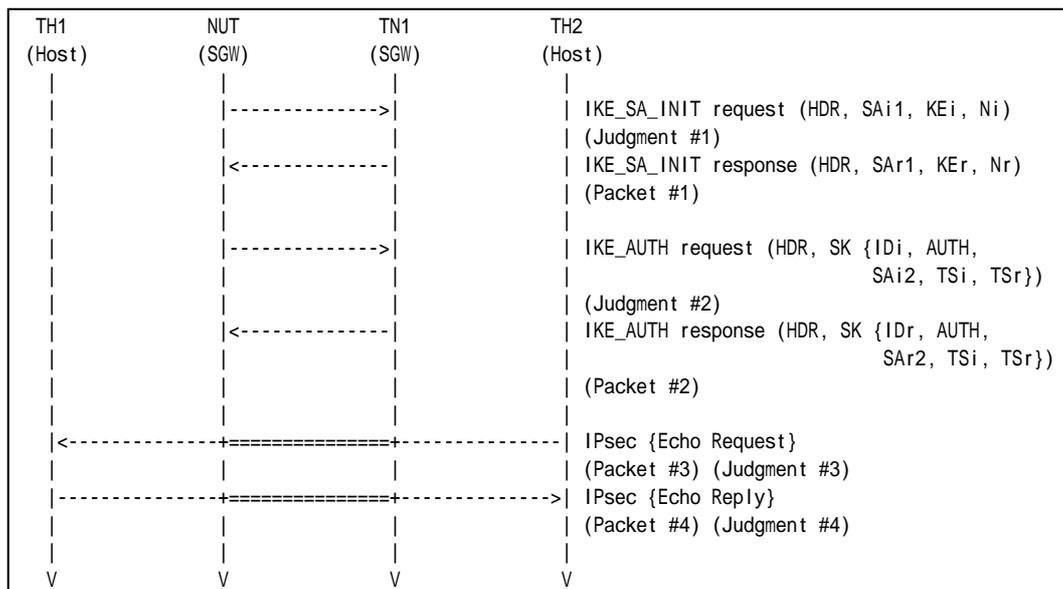 TH1 NUT TN1 TH2
(Host) (SGW) (SGW) (Host)
| | | |
|-------------->| | IKE_SA_INIT request (HDR, SAi1, KEi, Ni)
| | | | (Judgment #1)
| |<--------------| | IKE_SA_INIT response (HDR, SAr1, KEr, Nr)
| | | | (Packet #1)
| | | |
| |-------------->| | IKE_AUTH request (HDR, SK {IDi, AUTH,
| | | | SAi2, TSi, TSr})
| | | | (Judgment #2)
| |<--------------| | IKE_AUTH response (HDR, SK {IDr, AUTH,
| | | | SAr2, TSi, TSr})
| | | | (Packet #2)
| | | |
|<--------------+===============+--------------| IPsec {Echo Request}
| | | | (Packet #3) (Judgment #3)
|---------------+===============+------------->| IPsec {Echo Reply}
| | | | (Packet #4) (Judgment #4)
| | | |
V V V V